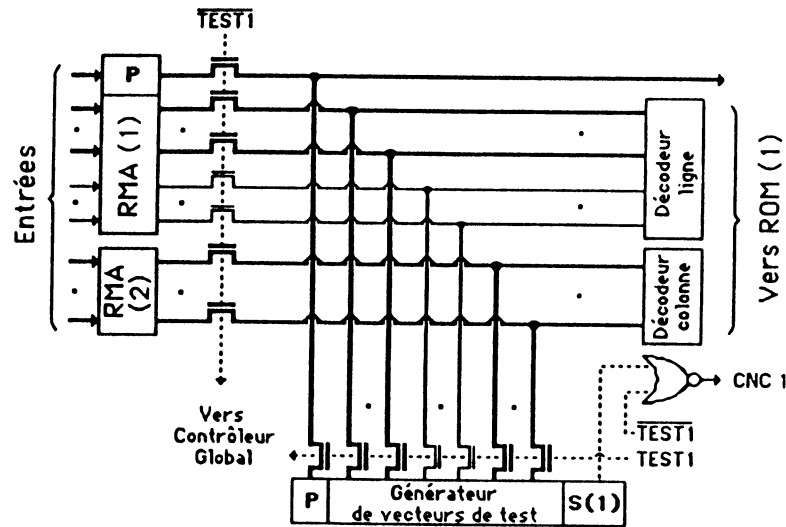 TEST1
P
Entrées
RMA (1)
RMA (2)
Décodeur
ligne
Décodeur
colonne
Vers ROM (1)
CNC 1
TEST1
TEST1
Vers
Contrôleur
Global
P
Générateur
de vecteurs de test
S(1)